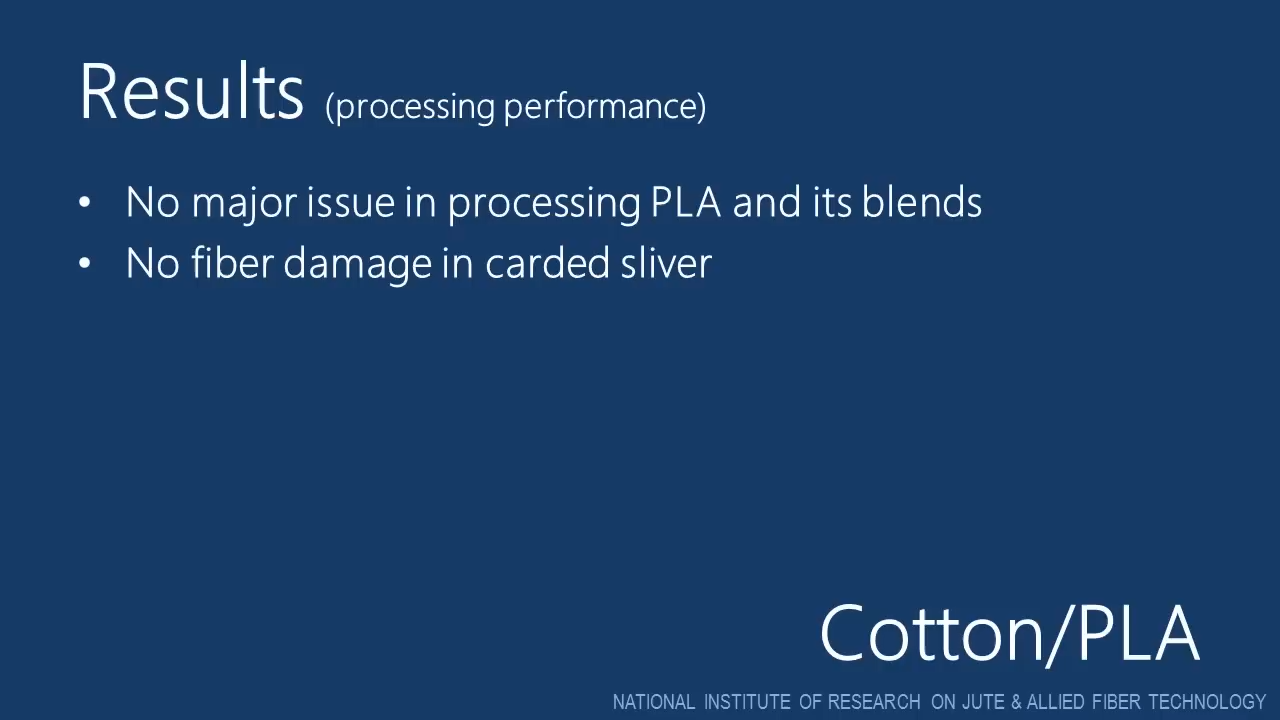 Results (processing performance)
• No major issue in processing PLA and its blends
• No fiber damage in carded sliver
Cotton/PLA
NATIONAL INSTITUTE OF RESEARCH ON JUTE & ALLIED FIBER TECHNOLOGY